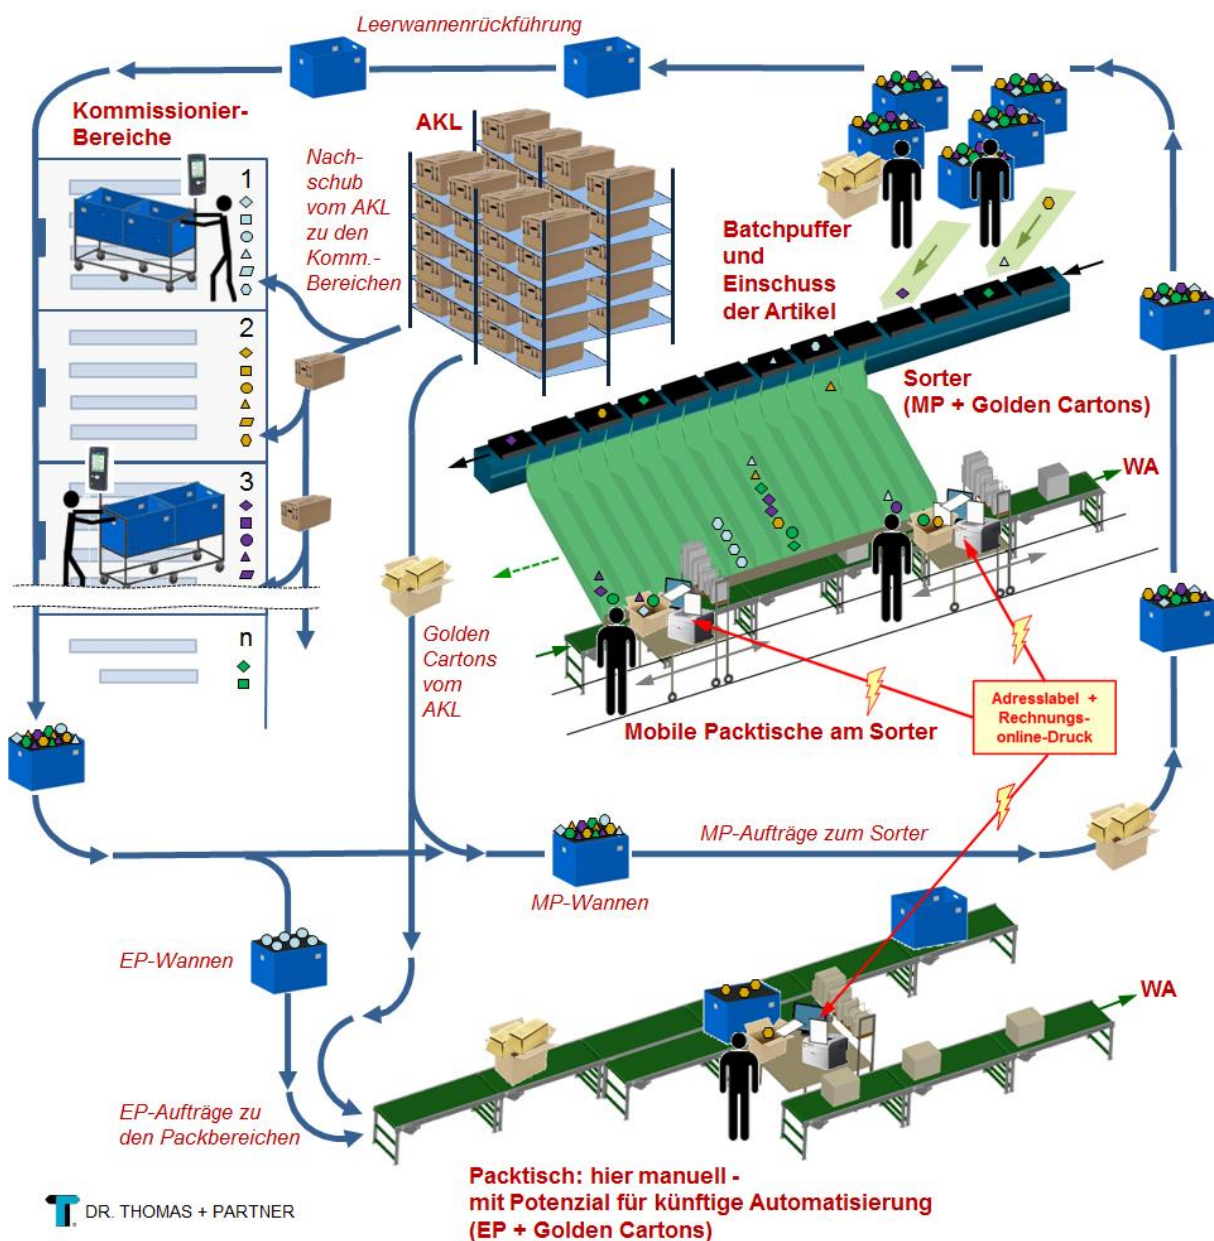 Leerwannenrückführung
Kommissionier-
Bereiche
AKL
Nach-
schub
vom AKL
zu den
Komm.-
Bereichen
1
2
3
n
Batchpuffer
und
Einschuss
der Artikel
Sorter
(MP + Golden Cartons)
WA
Golden
Cartons
vom
AKL
Mobile Packtische am Sorter
Adresslabel +
Rechnungs-
online-Druck
MP-Aufträge zum Sorter
MP-Wannen
EP-Wannen
WA
EP-Aufträge zu
den Packbereichen
Packtisch: hier manuell -
mit Potenzial für künftige Automatisierung
(EP + Golden Cartons)
DR. THOMAS + PARTNER